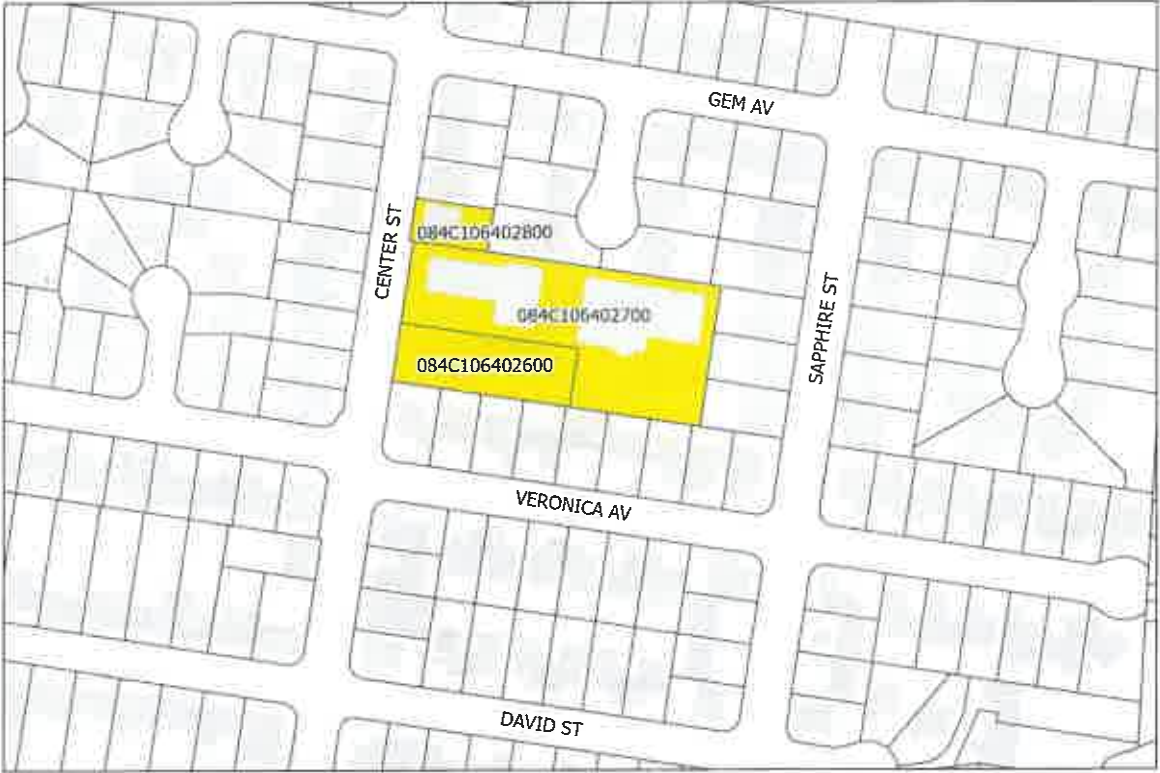 GEM AV
CENTER ST
084C106402800
SAPPHIRE ST
084C106402700
084C106402600
VERONICA AV
DAVID ST